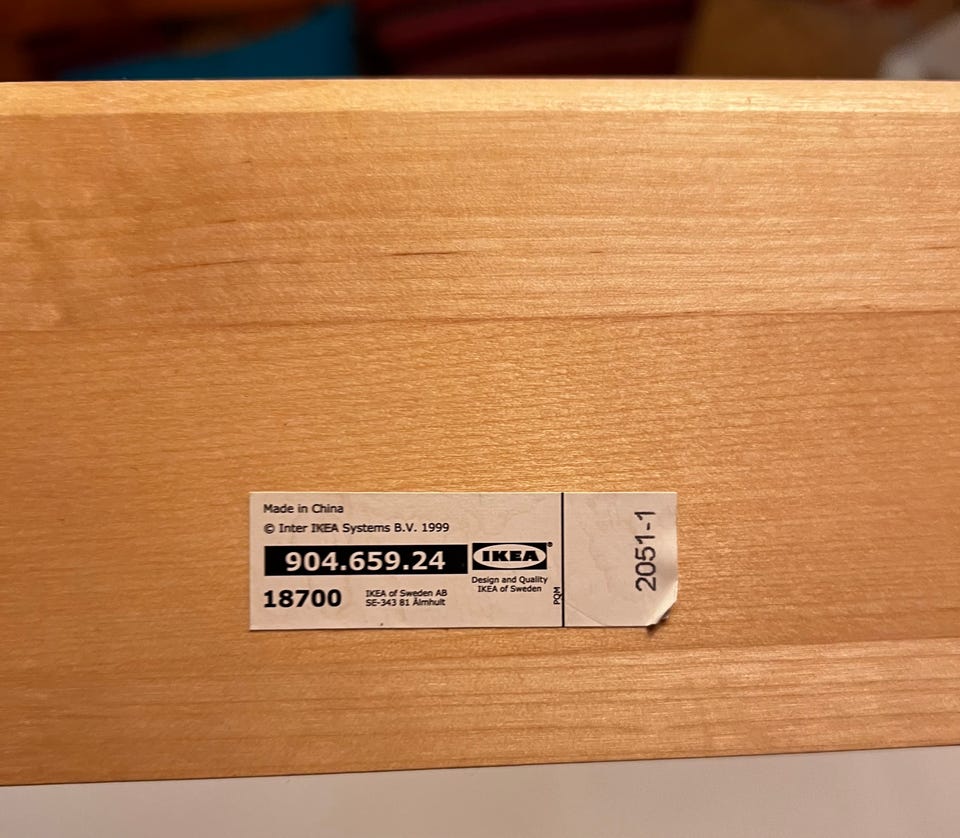 Made in China
© Inter IKEA Systems B.V. 1999
904.659.24
IKEA®
Design and Quality
IKEA of Sweden
18700
IKEA of Sweden AB
SE-343 81 Älmhult
PQM
2051-1